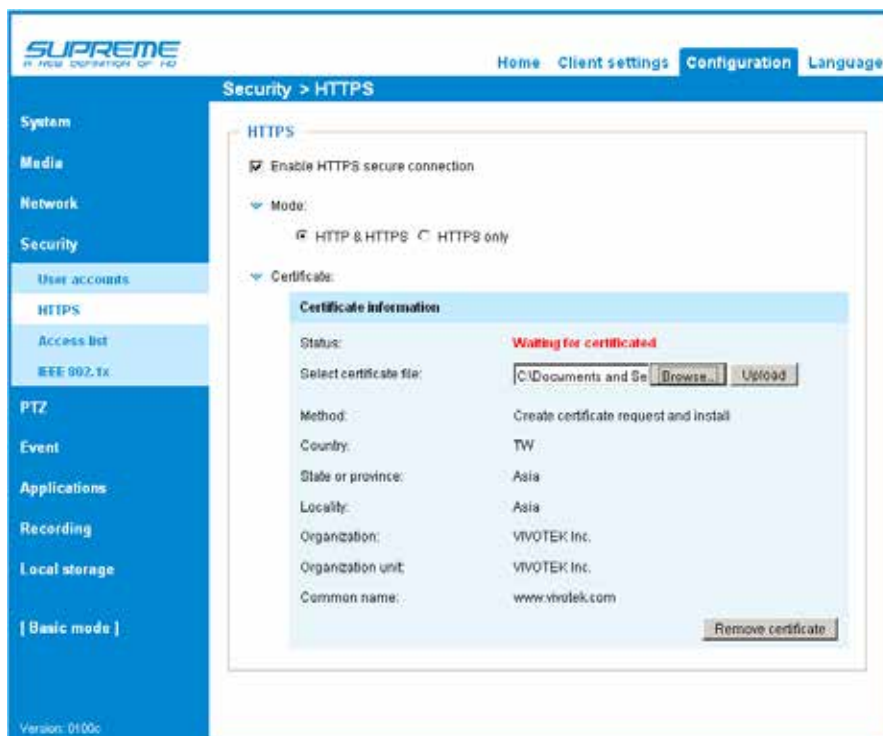 SUPREME
A NEW DEFINITION OF HD
Home Client settings Configuration Language
Security > HTTPS
System
Media
Network
Security
User accounts
HTTPS
Access list
IEEE 802.1x
PTZ
Event
Applications
Recording
Local storage
[ Basic mode ]
Version: 0100c
HTTPS
Enable HTTPS secure connection
Mode:
HTTP & HTTPS HTTPS only
Certificate:
Certificate information
Status: Waiting for certificated
Select certificate file: C:\Documents and Se Browse... Upload
Method: Create certificate request and install
Country: TW
State or province: Asia
Locality: Asia
Organization: VIVOTEK Inc.
Organization unit: VIVOTEK Inc.
Common name: www.vivotek.com
Remove certificate